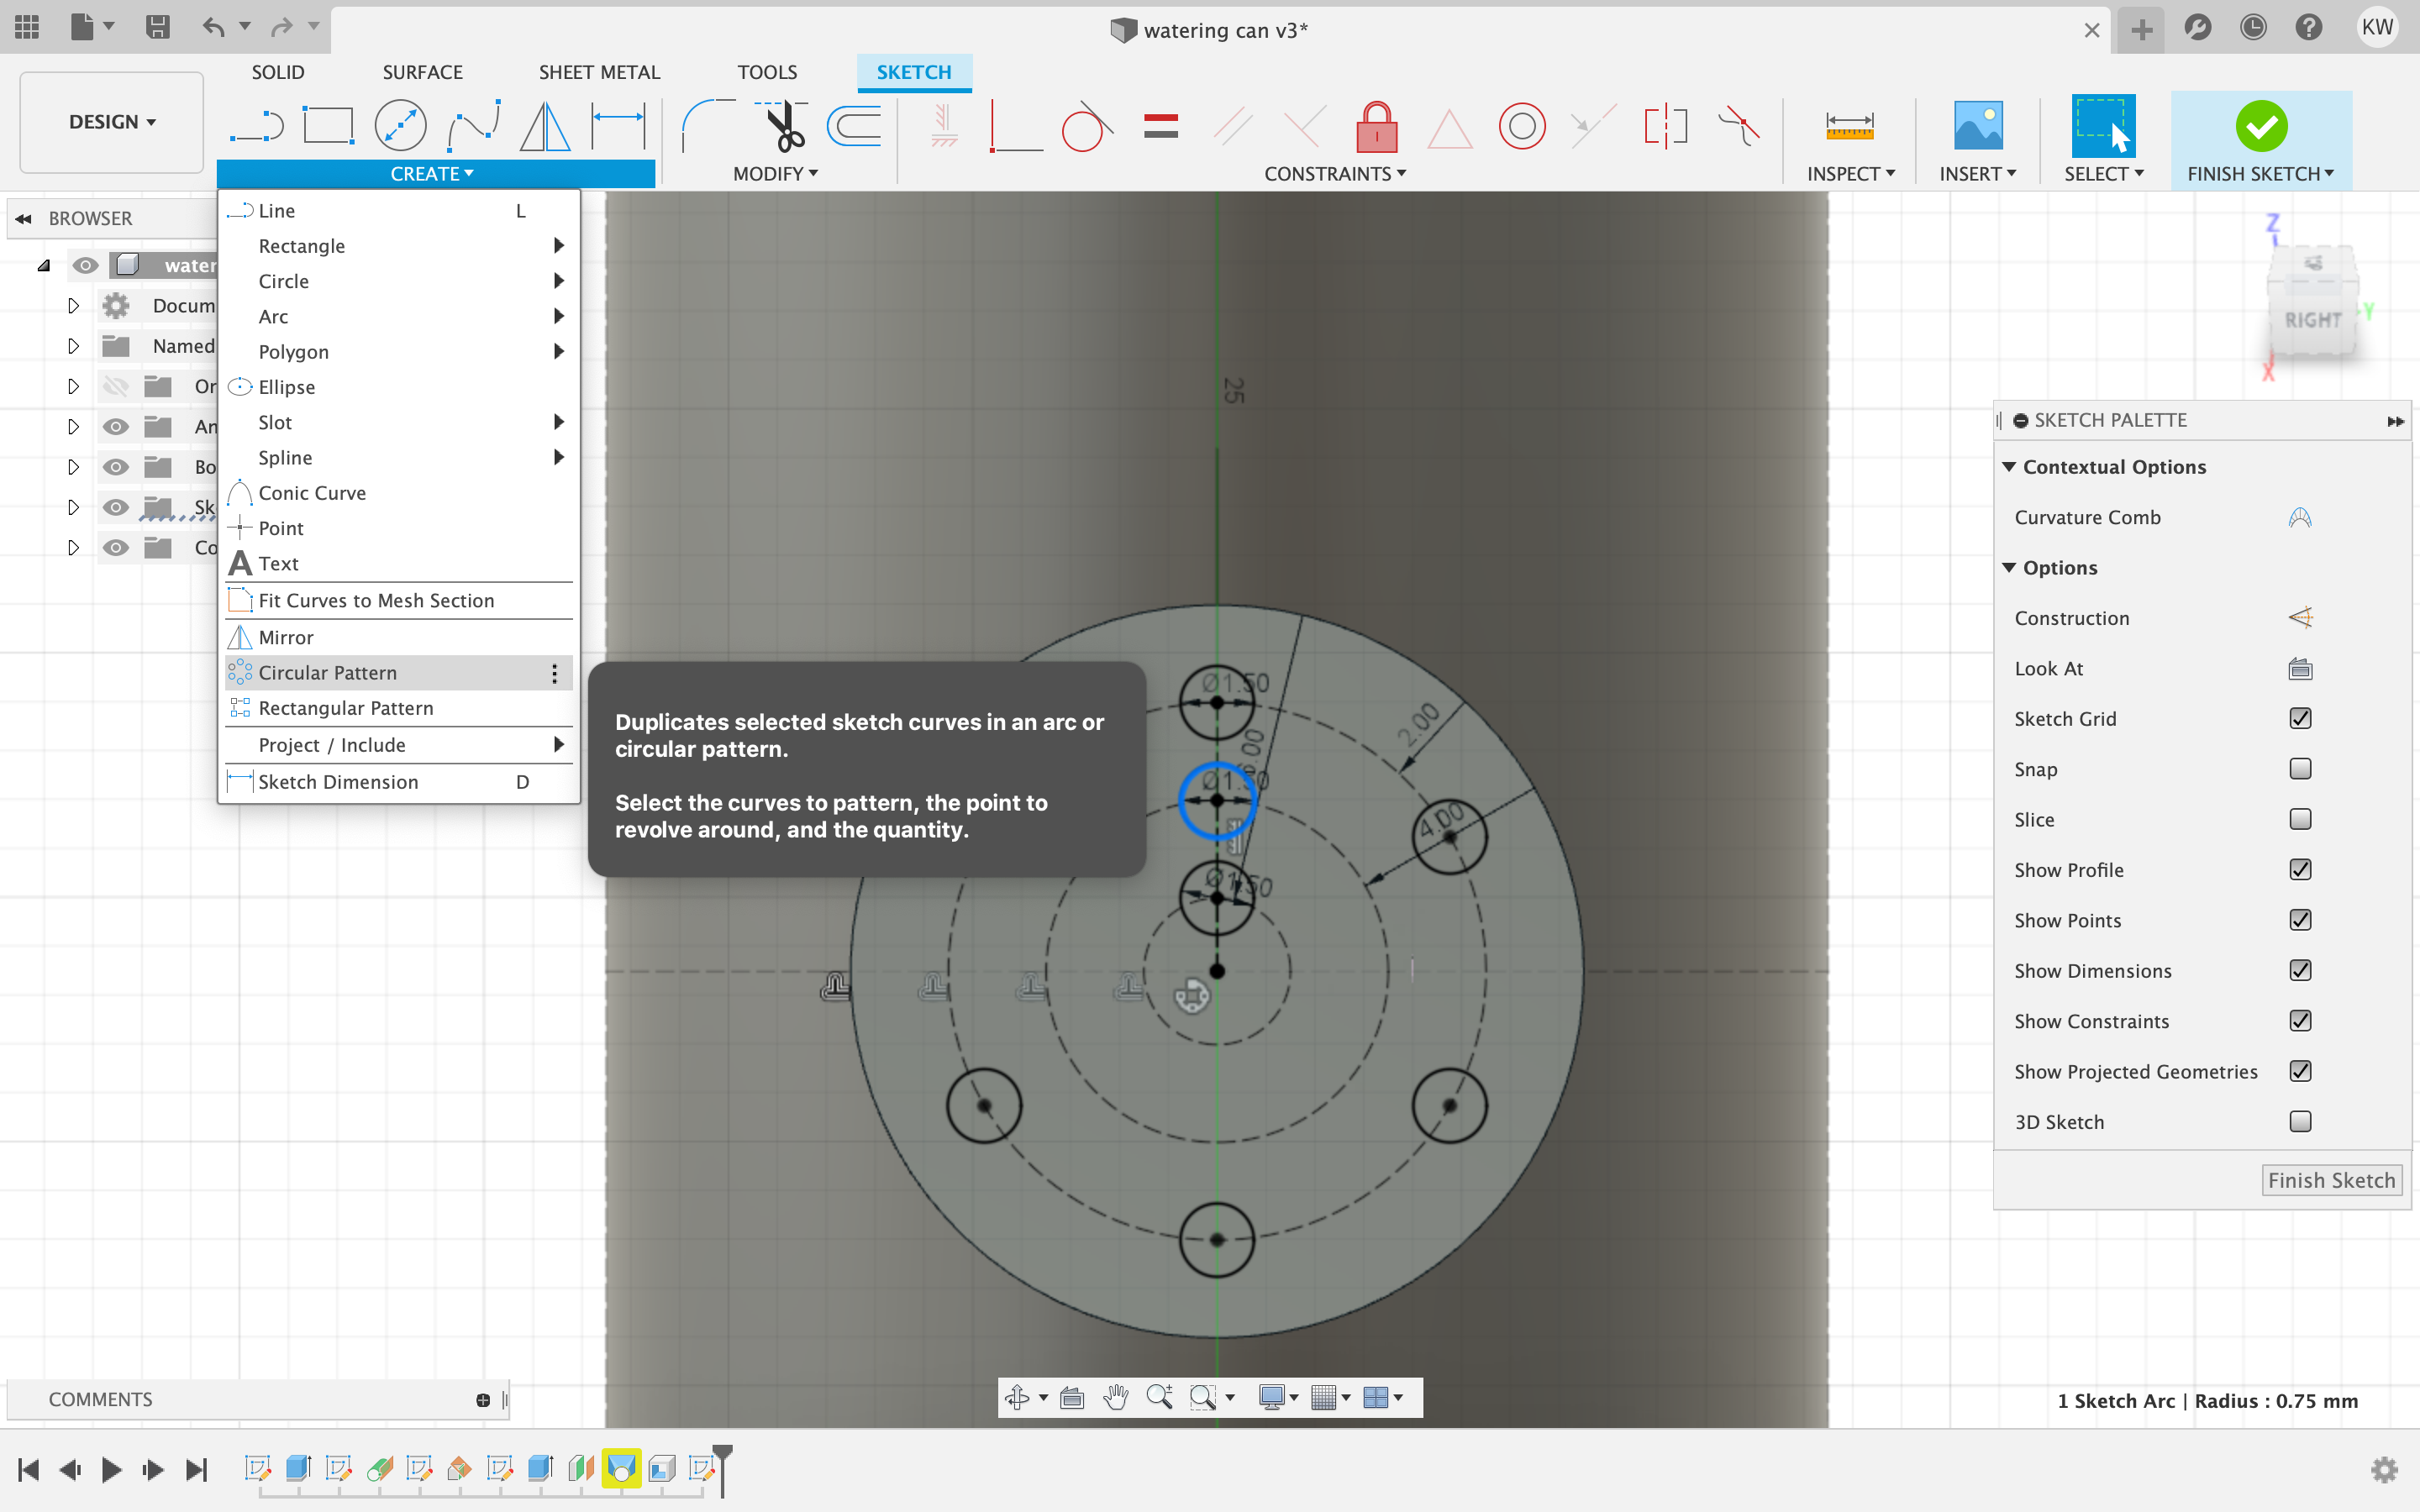 watering can v3*
KW
SOLID SURFACE SHEET METAL TOOLS SKETCH
DESIGN
CREATE MODIFY CONSTRAINTS INSPECT INSERT SELECT FINISH SKETCH
BROWSER
water
Docum
Named
Or
An
Bo
Sk
Co
Line L
Rectangle
Circle
Arc
Polygon
Ellipse
Slot
Spline
Conic Curve
Point
A Text
Fit Curves to Mesh Section
Mirror
Circular Pattern
Rectangular Pattern
Project / Include
Sketch Dimension D
Duplicates selected sketch curves in an arc or
circular pattern.
Select the curves to pattern, the point to
revolve around, and the quantity.
25
Ø1.50
2.00
Ø1.50
4.00
Ø1.50
Z
RIGHT
Y
X
SKETCH PALETTE
Contextual Options
Curvature Comb
Options
Construction
Look At
Sketch Grid
Snap
Slice
Show Profile
Show Points
Show Dimensions
Show Constraints
Show Projected Geometries
3D Sketch
Finish Sketch
COMMENTS
1 Sketch Arc | Radius : 0.75 mm